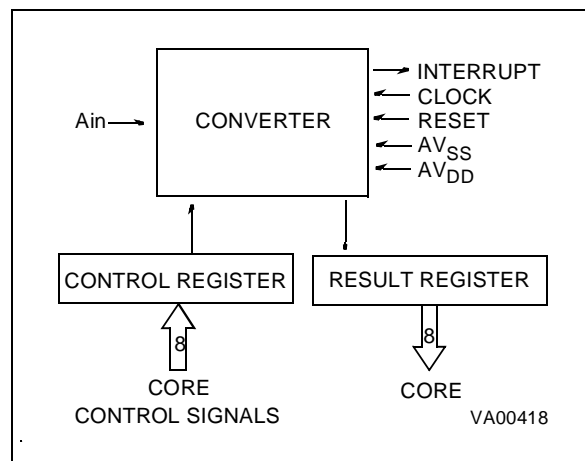 INTERRUPT
CLOCK
Ain
CONVERTER
RESET
AVSS
AVDD
CONTROL REGISTER
RESULT REGISTER
8
8
CORE
CONTROL SIGNALS
CORE
VA00418